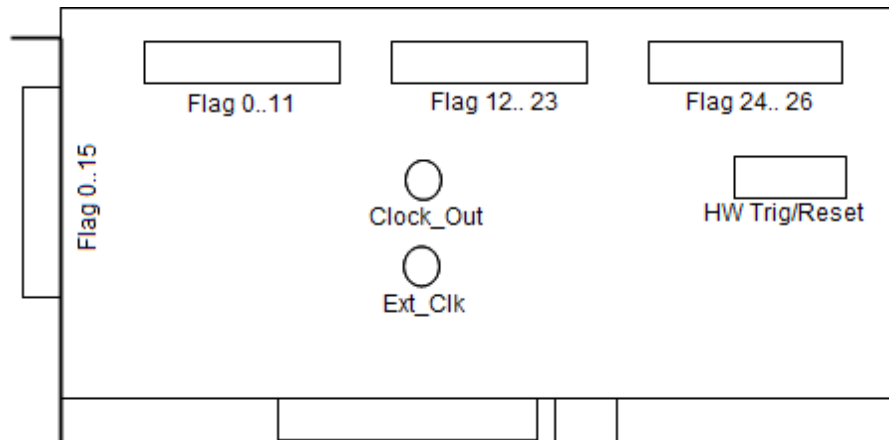 Flag 0..11
Flag 12.. 23
Flag 24.. 26
Flag 0..15
Clock_Out
HW Trig/Reset
Ext_Clk